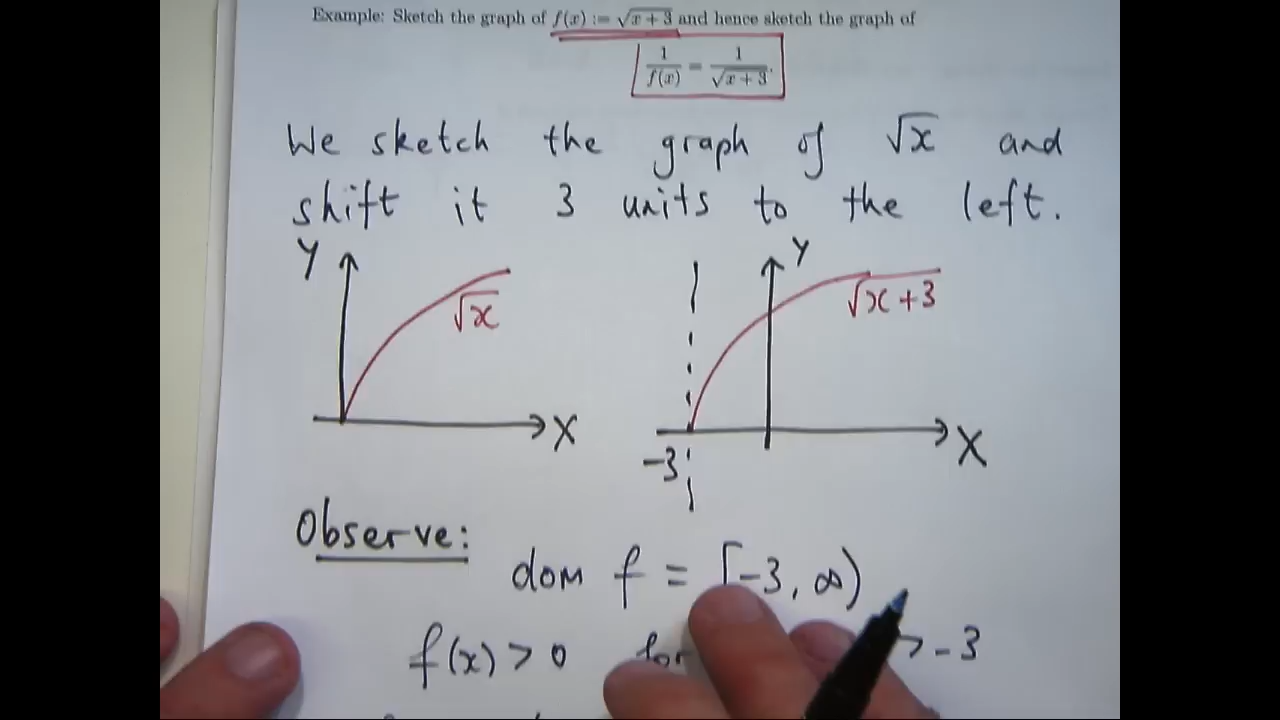 Example: Sketch the graph of f(x) := √x + 3 and hence sketch the graph of
1/f(x) = 1/√(x + 3).
We sketch the graph of √x and
shift it 3 units to the left.
Y
√x
X
Y
√x+3
X
-3
Observe:
dom f = [-3, ∞)
f(x) > 0 for > -3